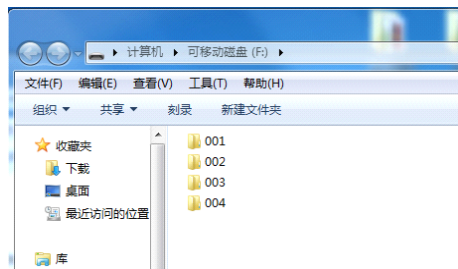 计算机 ▸ 可移动磁盘 (F:) ▸
文件(F) 编辑(E) 查看(V) 工具(T) 帮助(H)
组织 共享 刻录 新建文件夹
收藏夹
下载
桌面
最近访问的位置
库
001
002
003
004